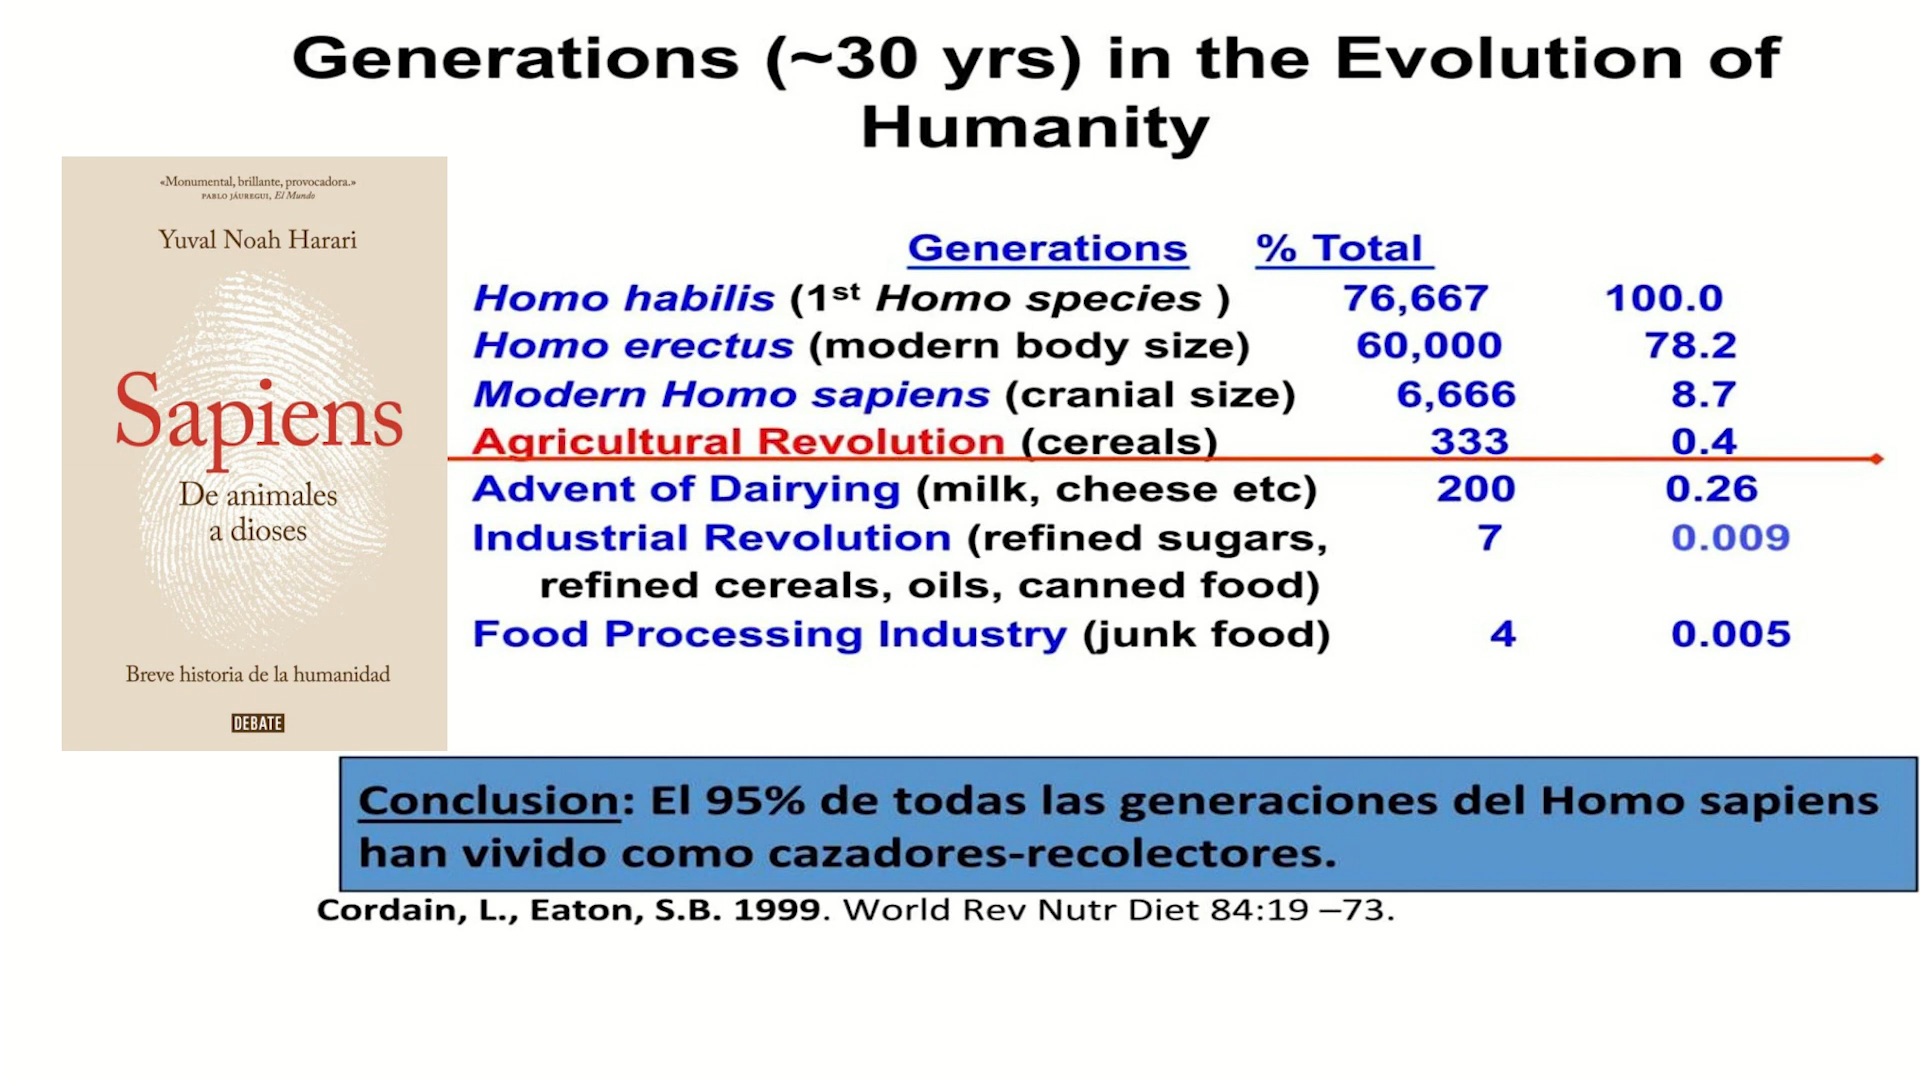 Generations (~30 yrs) in the Evolution of
Humanity
«Monumental, brillante, provocadora.»
PABLO JÁUREGUI, El Mundo
Yuval Noah Harari
Sapiens
De animales
a dioses
Breve historia de la humanidad
DEBATE
Generations % Total
Homo habilis (1st Homo species ) 76,667 100.0
Homo erectus (modern body size) 60,000 78.2
Modern Homo sapiens (cranial size) 6,666 8.7
Agricultural Revolution (cereals) 333 0.4
Advent of Dairying (milk, cheese etc) 200 0.26
Industrial Revolution (refined sugars, 7 0.009
refined cereals, oils, canned food)
Food Processing Industry (junk food) 4 0.005
Conclusion: El 95% de todas las generaciones del Homo sapiens
han vivido como cazadores-recolectores.
Cordain, L., Eaton, S.B. 1999. World Rev Nutr Diet 84:19 –73.